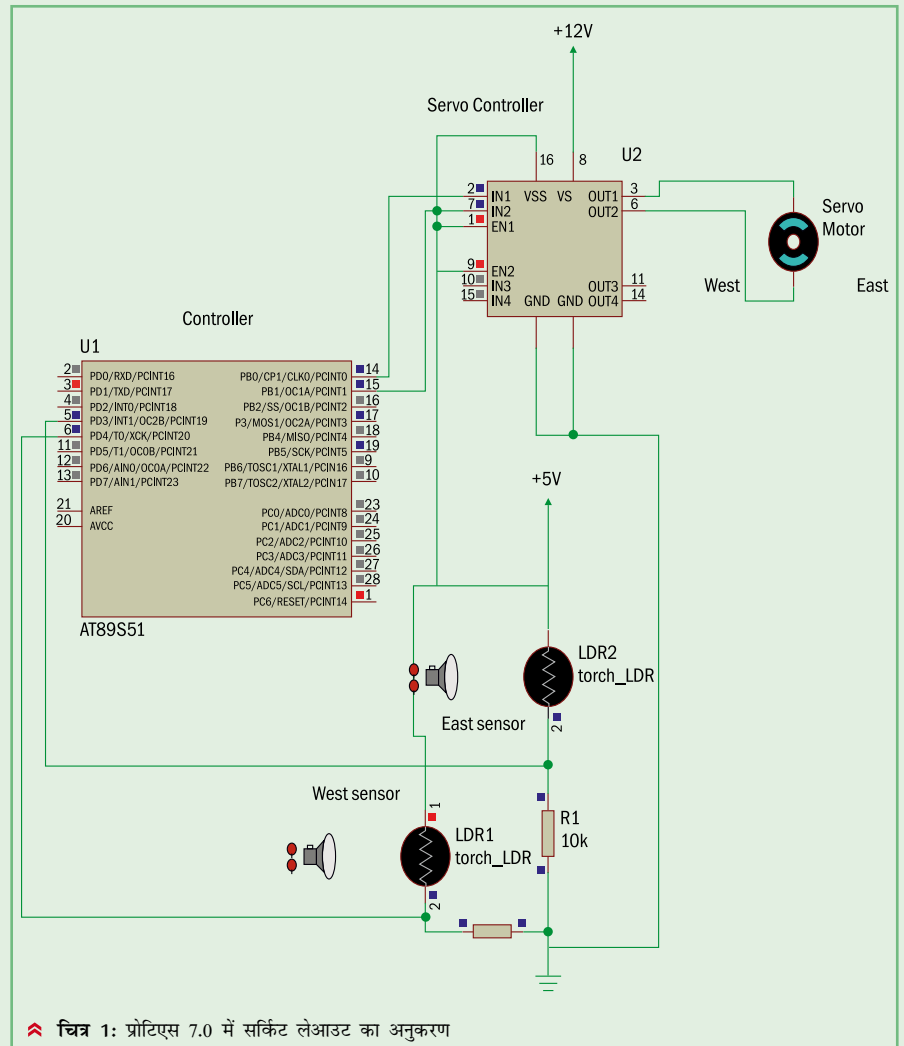 +12V
Servo Controller
16 8 U2
2 IN1 VSS VS OUT1 3
7 IN2 OUT2 6
1 EN1
Servo
Motor
9 EN2
10 IN3 OUT3 11
15 IN4 GND GND OUT4 14
West East
Controller
U1
2 PD0/RXD/PCINT16 PB0/CP1/CLK0/PCINT0 14
3 PD1/TXD/PCINT17 PB1/OC1A/PCINT1 15
4 PD2/INT0/PCINT18 PB2/SS/OC1B/PCINT2 16
5 PD3/INT1/OC2B/PCINT19 P3/MOS1/OC2A/PCINT3 17
6 PD4/T0/XCK/PCINT20 PB4/MISO/PCINT4 18
11 PD5/T1/OC0B/PCINT21 PB5/SCK/PCINT5 19
12 PD6/AIN0/OC0A/PCINT22 PB6/TOSC1/XTAL1/PCIN16 9
13 PD7/AIN1/PCINT23 PB7/TOSC2/XTAL2/PCIN17 10
21 AREF PC0/ADC0/PCINT8 23
20 AVCC PC1/ADC1/PCINT9 24
PC2/ADC2/PCINT10 25
PC3/ADC3/PCINT11 26
PC4/ADC4/SDA/PCINT12 27
PC5/ADC5/SCL/PCINT13 28
PC6/RESET/PCINT14 1
AT89S51
+5V
LDR2
torch_LDR
East sensor
2
West sensor
1
R1
10k
LDR1
torch_LDR
2
चित्र 1: प्रोटिएस 7.0 में सर्किट लेआउट का अनुकरण